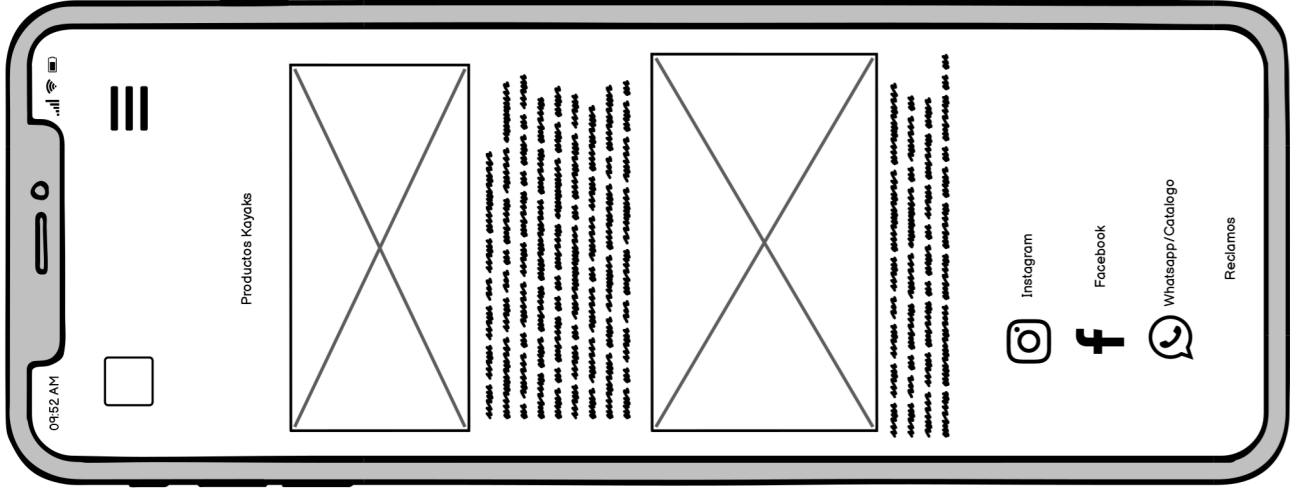 09:52 AM
Productos Kayaks
Instagram
Facebook
Whatsapp/Catalogo
Reclamos